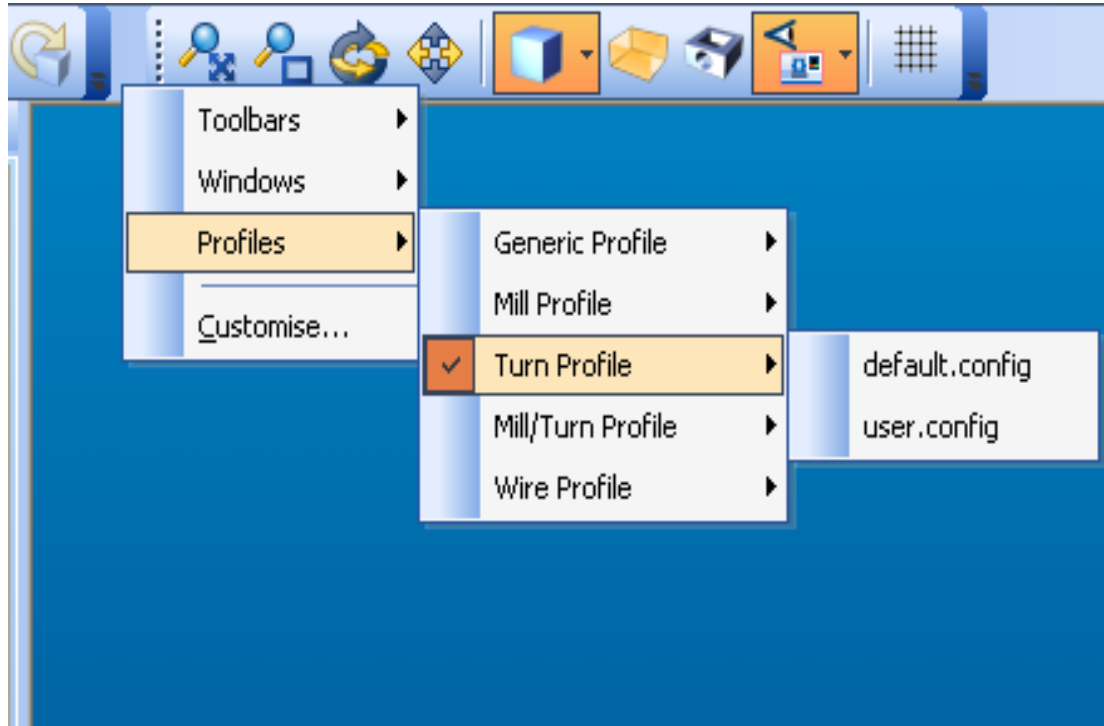 Toolbars
Windows
Profiles
Customise...
Generic Profile
Mill Profile
Turn Profile
Mill/Turn Profile
Wire Profile
default.config
user.config